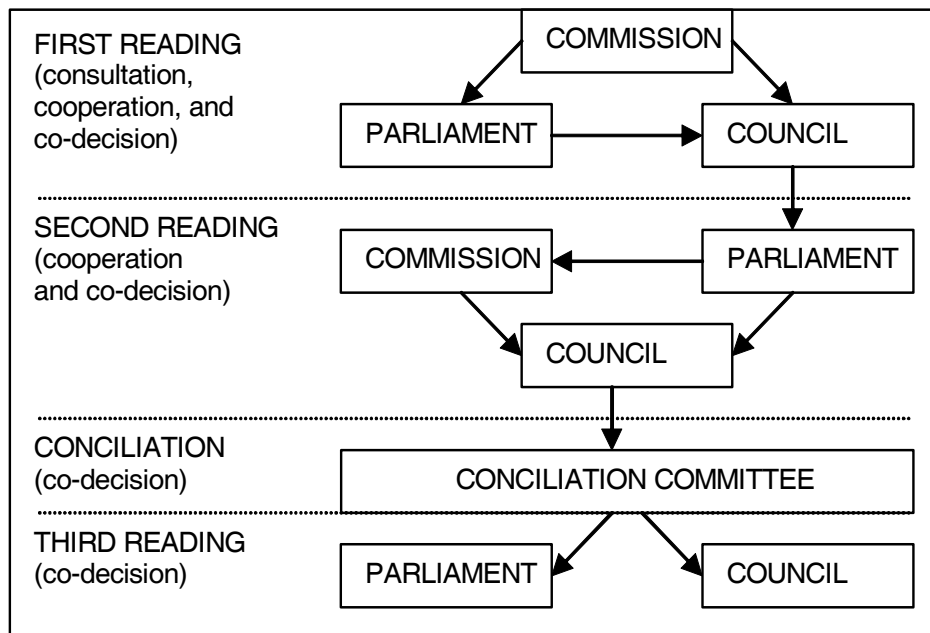 FIRST READING
(consultation,
cooperation, and
co-decision)
COMMISSION
PARLIAMENT
COUNCIL
SECOND READING
(cooperation
and co-decision)
COMMISSION
PARLIAMENT
COUNCIL
CONCILIATION
(co-decision)
CONCILIATION COMMITTEE
THIRD READING
(co-decision)
PARLIAMENT
COUNCIL